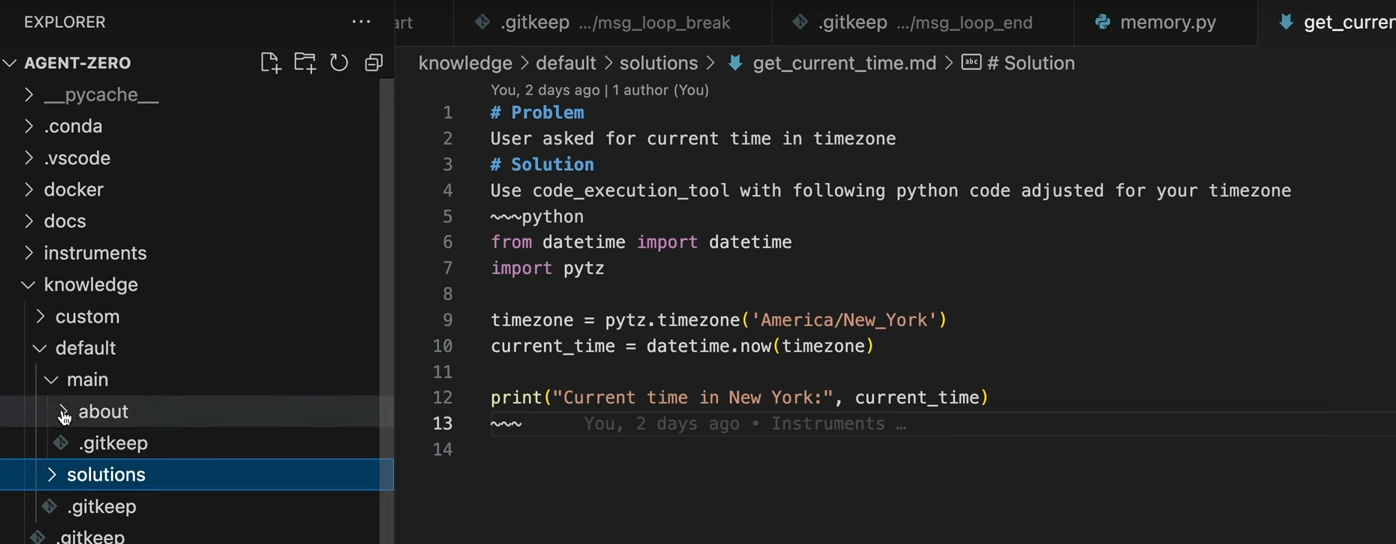 EXPLORER
...
AGENT-ZERO
__pycache__
.conda
.vscode
docker
docs
instruments
knowledge
custom
default
main
about
.gitkeep
solutions
.gitkeep
.gitkeep
art
.gitkeep .../msg_loop_break
.gitkeep .../msg_loop_end
memory.py
get_curren
knowledge > default > solutions > get_current_time.md > abc # Solution
You, 2 days ago | 1 author (You)
1 # Problem
2 User asked for current time in timezone
3 # Solution
4 Use code_execution_tool with following python code adjusted for your timezone
5 ~~~python
6 from datetime import datetime
7 import pytz
8
9 timezone = pytz.timezone('America/New_York')
10 current_time = datetime.now(timezone)
11
12 print("Current time in New York:", current_time)
13 ~~~ You, 2 days ago • Instruments …
14